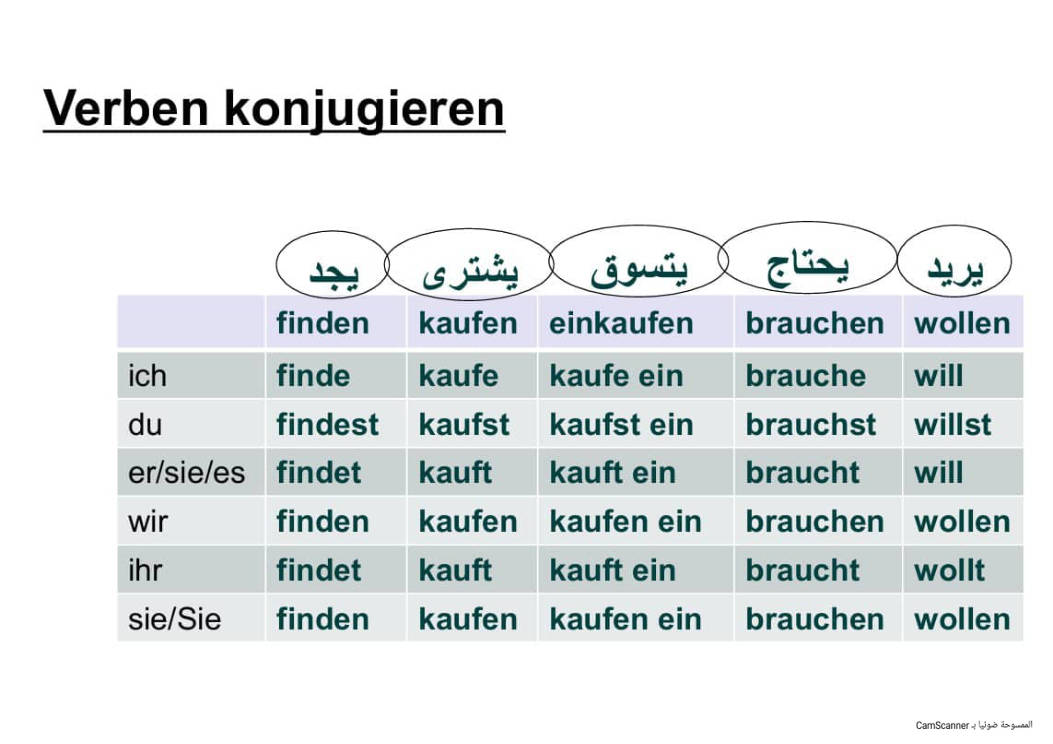 Verben konjugieren
يجد يشترى يتسوق يحتاج يريد
finden kaufen einkaufen brauchen wollen
ich finde kaufe kaufe ein brauche will
du findest kaufst kaufst ein brauchst willst
er/sie/es findet kauft kauft ein braucht will
wir finden kaufen kaufen ein brauchen wollen
ihr findet kauft kauft ein braucht wollt
sie/Sie finden kaufen kaufen ein brauchen wollen
الممسوحة ضوئيا بـ CamScanner